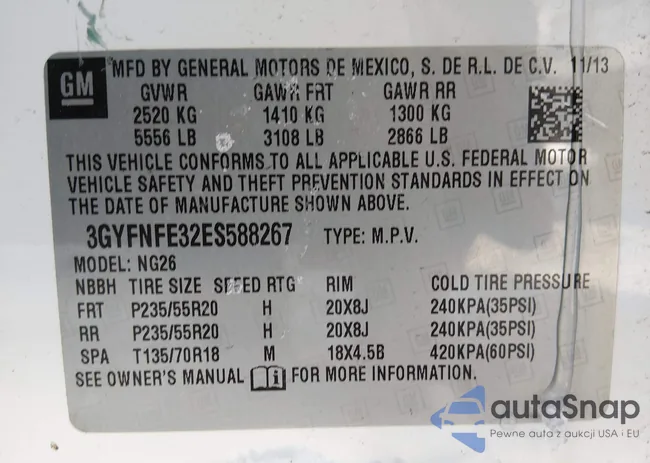 GM
MFD BY GENERAL MOTORS DE MEXICO, S. DE R.L. DE C.V. 11/13
GVWR GAWR FRT GAWR RR
2520 KG 1410 KG 1300 KG
5556 LB 3108 LB 2866 LB
THIS VEHICLE CONFORMS TO ALL APPLICABLE U.S. FEDERAL MOTOR
VEHICLE SAFETY AND THEFT PREVENTION STANDARDS IN EFFECT ON
THE DATE OF MANUFACTURE SHOWN ABOVE.
3GYFNFE32ES588267 TYPE: M.P.V.
MODEL: NG26
NBBH TIRE SIZE SPEED RTG RIM COLD TIRE PRESSURE
FRT P235/55R20 H 20X8J 240KPA(35PSI)
RR P235/55R20 H 20X8J 240KPA(35PSI)
SPA T135/70R18 M 18X4.5B 420KPA(60PSI)
SEE OWNER'S MANUAL FOR MORE INFORMATION.
autaSnap
Pewne auta z aukcji USA i EU